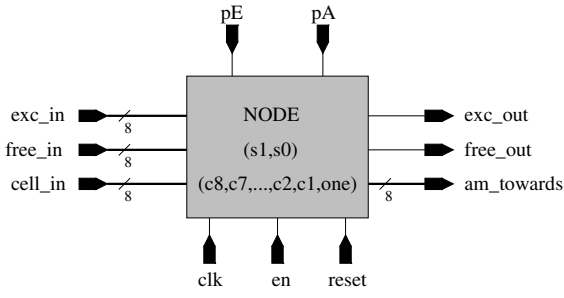 pE pA
exc_in 8 NODE exc_out
free_in 8 (s1,s0) free_out
cell_in 8 (c8,c7,...,c2,c1,one) 8 am_towards
clk en reset